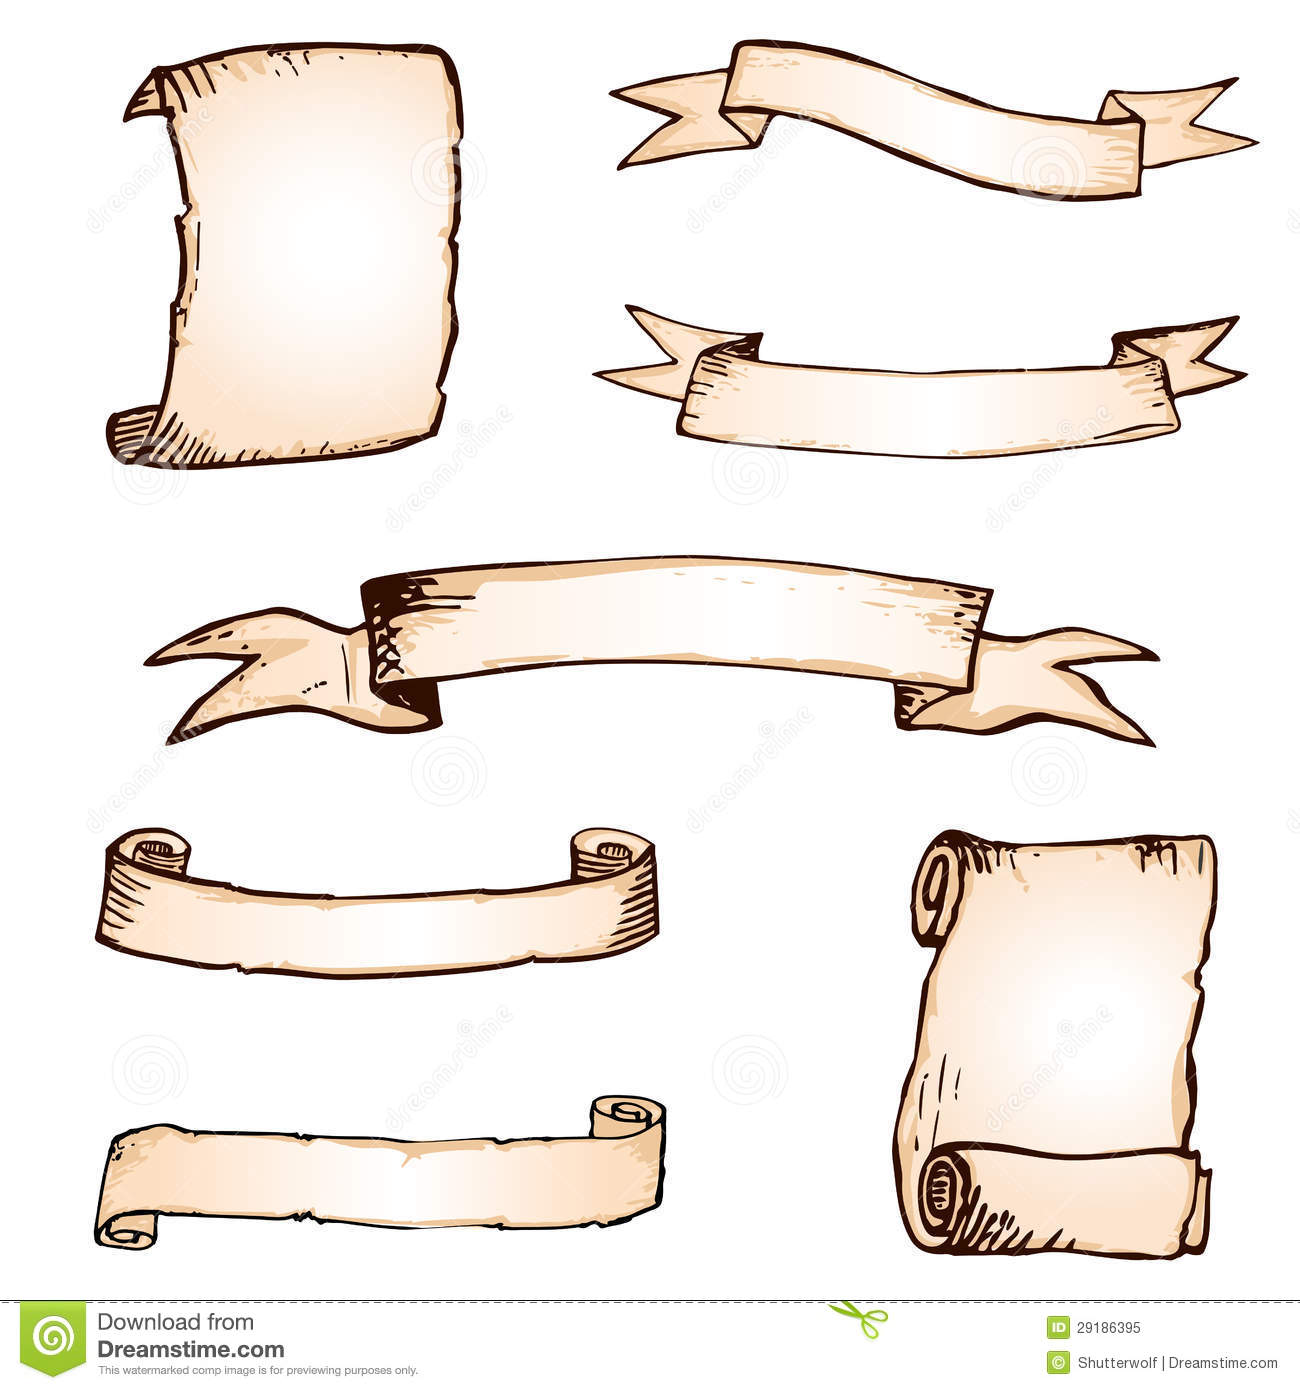 Download from
Dreamstime.com
This watermarked comp image is for previewing purposes only.
ID 29186395
© Shutterwolf | Dreamstime.com